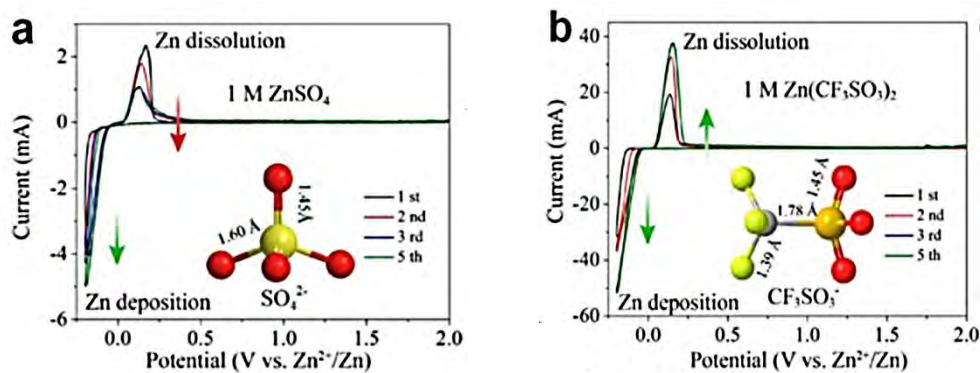 a
Zn dissolution
1 M ZnSO4
1.45Å
1.60 Å
1 st
2 nd
3 rd
5 th
Zn deposition
SO4 2-
Current (mA)
2
0
-2
-4
-6
0.0 0.5 1.0 1.5 2.0
Potential (V vs. Zn2+/Zn)
b
Zn dissolution
1 M Zn(CF3SO3)2
1.45 Å
1.78 Å
1.39 Å
1 st
2 nd
3 rd
5 th
Zn deposition
CF3SO3-
Current (mA)
40
20
0
-20
-40
-60
0.0 0.5 1.0 1.5 2.0
Potential (V vs. Zn2+/Zn)